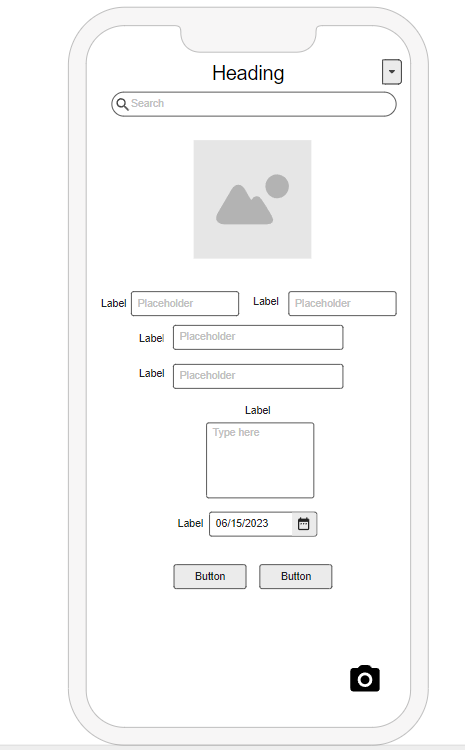 Heading
Search
Label Placeholder Label Placeholder
Label Placeholder
Label Placeholder
Label
Type here
Label 06/15/2023
Button Button